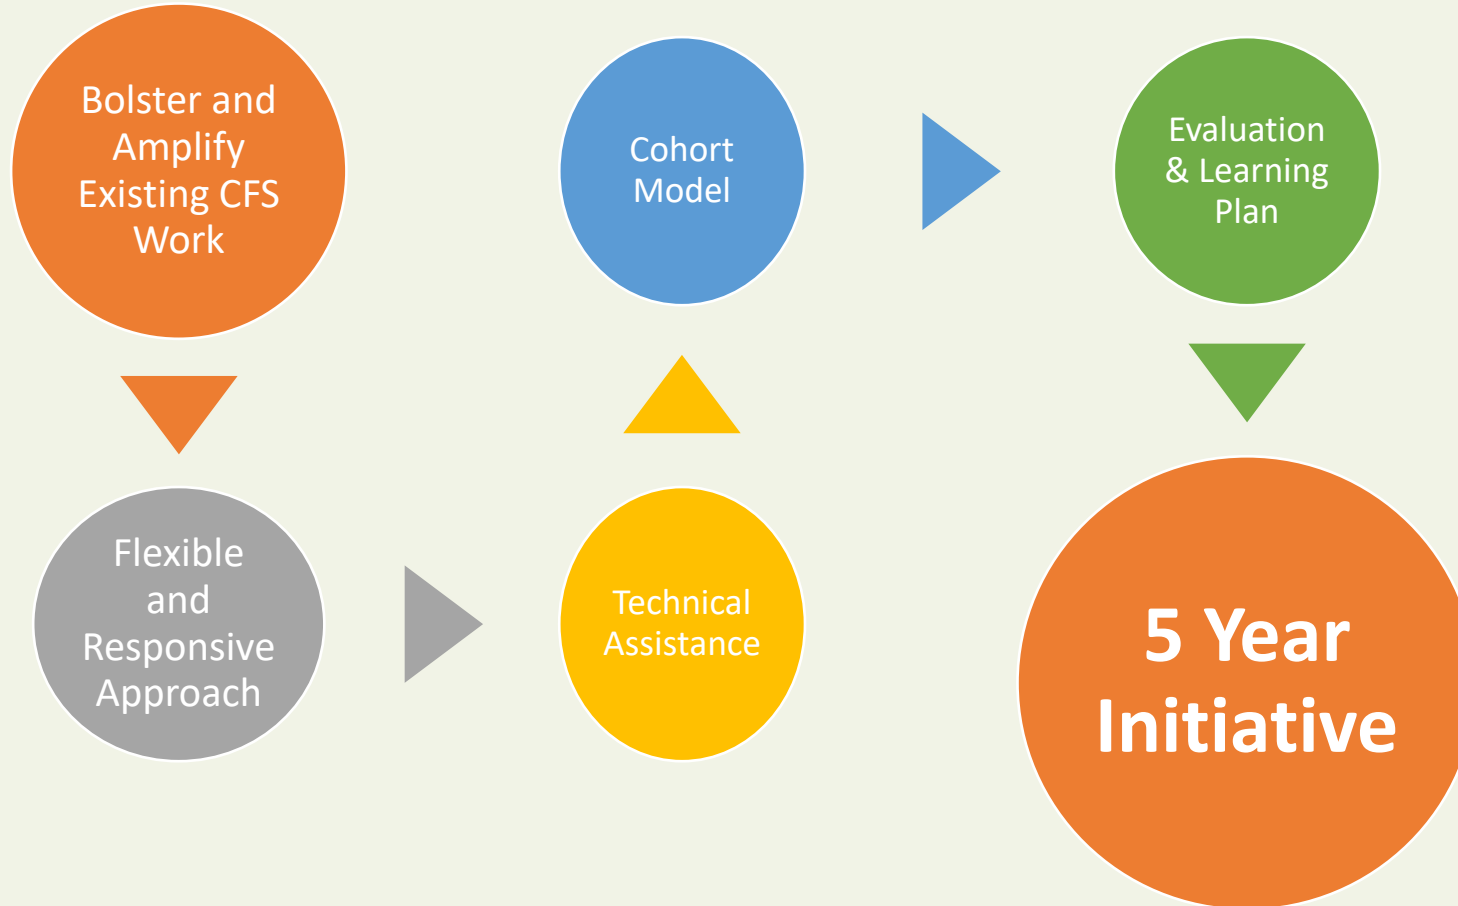 Bolster and
Amplify
Existing CFS
Work
Flexible
and
Responsive
Approach
Technical
Assistance
Cohort
Model
Evaluation
& Learning
Plan
5 Year
Initiative